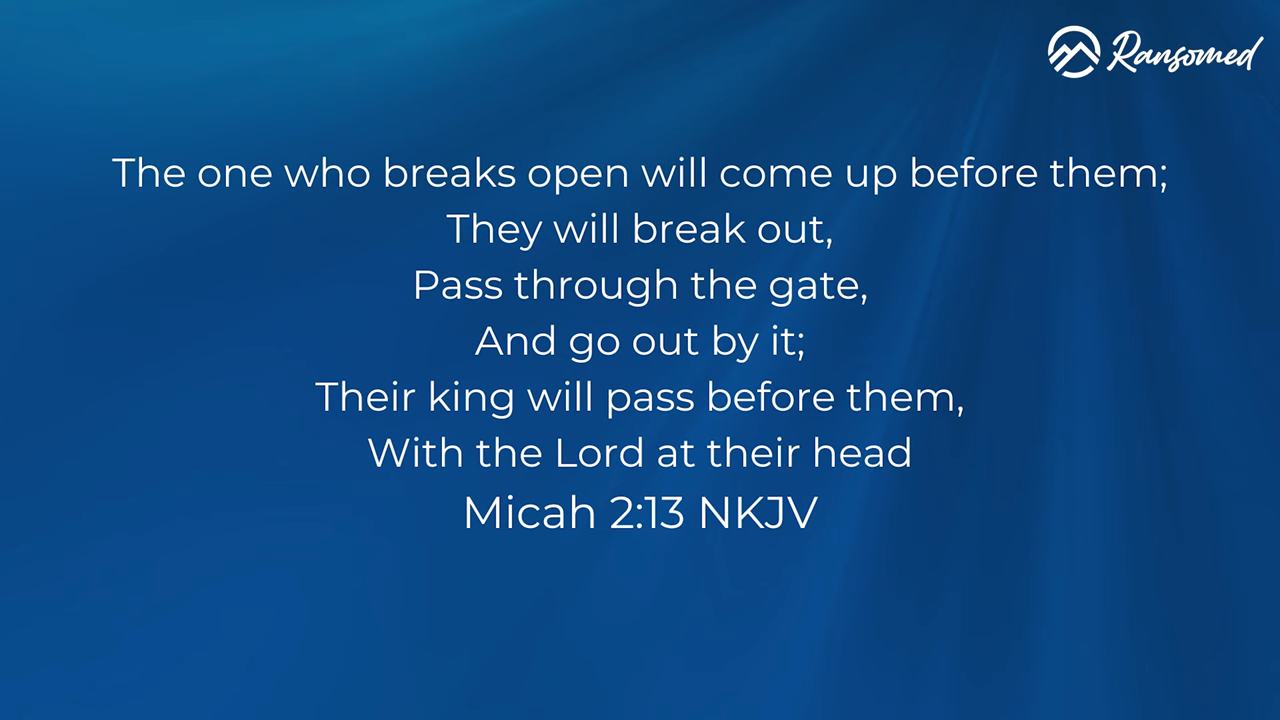 Ransomed
The one who breaks open will come up before them;
They will break out,
Pass through the gate,
And go out by it;
Their king will pass before them,
With the Lord at their head
Micah 2:13 NKJV